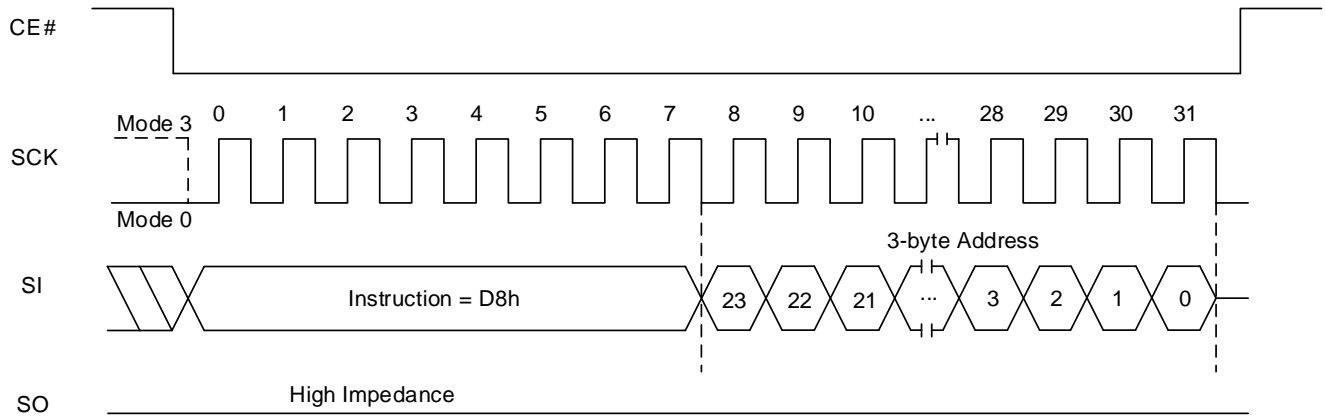 CE#
0 1 2 3 4 5 6 7 8 9 10 ... 28 29 30 31
Mode 3
SCK
Mode 0
3-byte Address
SI
Instruction = D8h 23 22 21 ... 3 2 1 0
High Impedance
SO